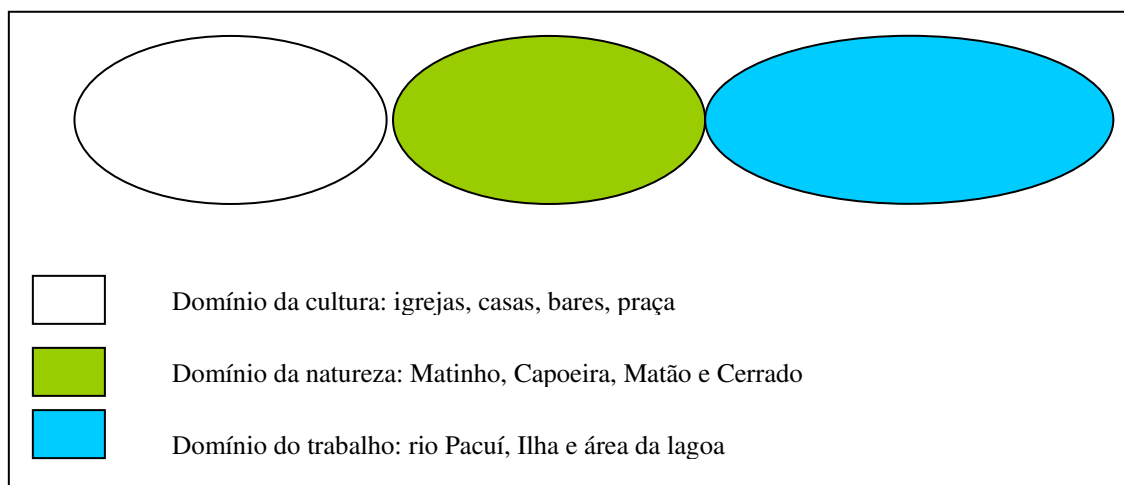 Domínio da cultura: igrejas, casas, bares, praça
Domínio da natureza: Matinho, Capoeira, Matão e Cerrado
Domínio do trabalho: rio Pacuí, Ilha e área da lagoa